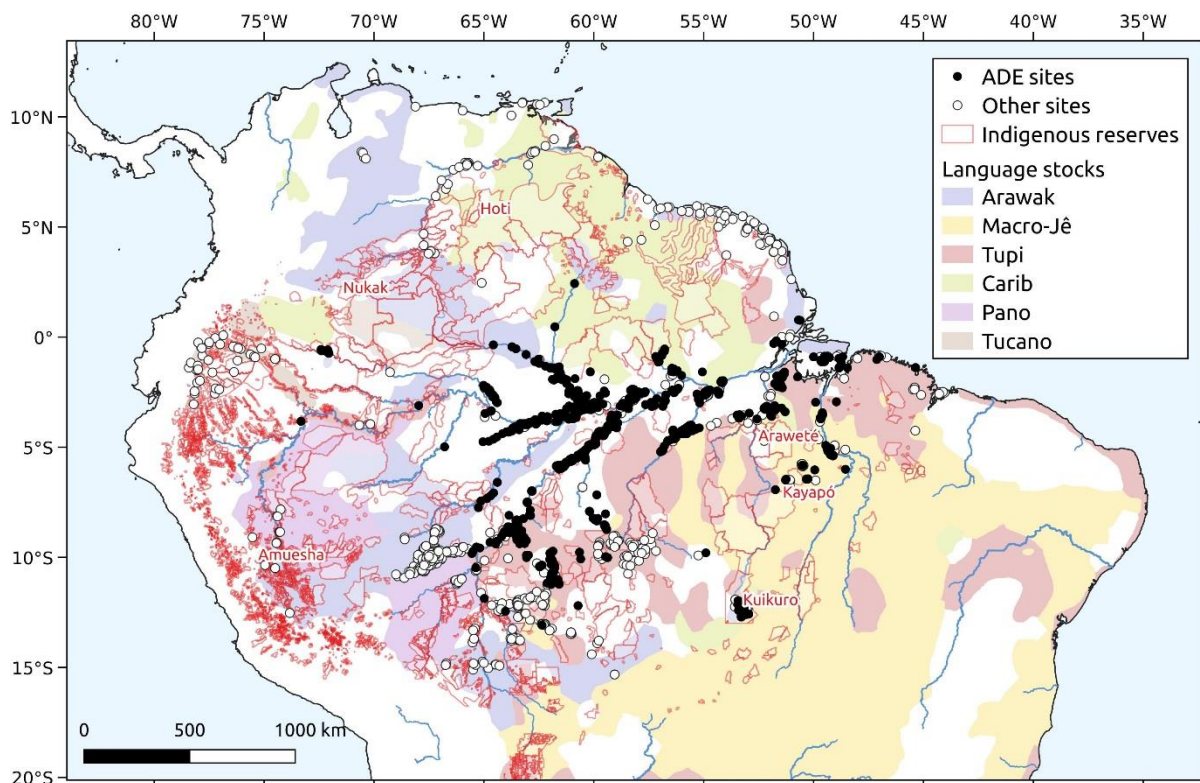 80°W 75°W 70°W 65°W 60°W 55°W 50°W 45°W 40°W 35°W
ADE sites
Other sites
Indigenous reserves
Language stocks
Arawak
Macro-Jê
Tupi
Carib
Pano
Tucano
10°N
5°N
0°
5°S
10°S
15°S
20°S
Hoti
Nukak
Araweté
Kayapó
Amuesha
Kuikuro
0 500 1000 km